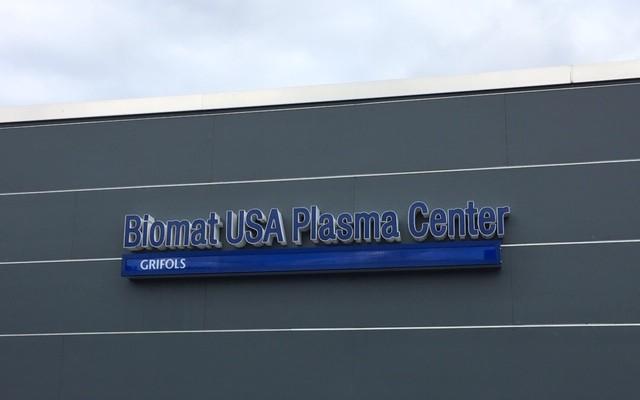 Biomat USA Plasma Center
GRIFOLS